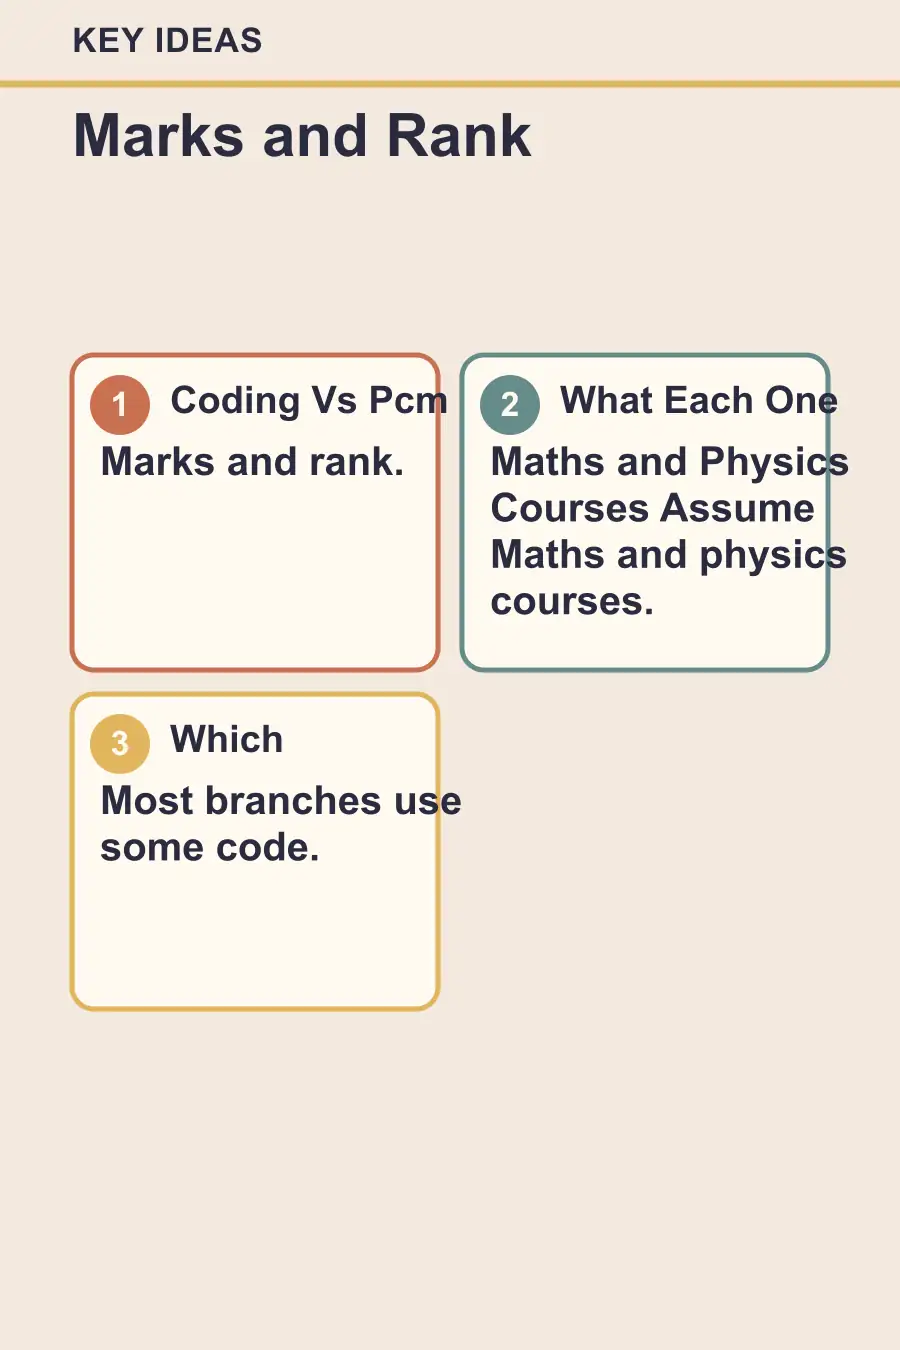 KEY IDEAS
Marks and Rank
1 Coding Vs Pcm
Marks and rank.
2 What Each One
Maths and Physics
Courses Assume
Maths and physics
courses.
3 Which
Most branches use
some code.